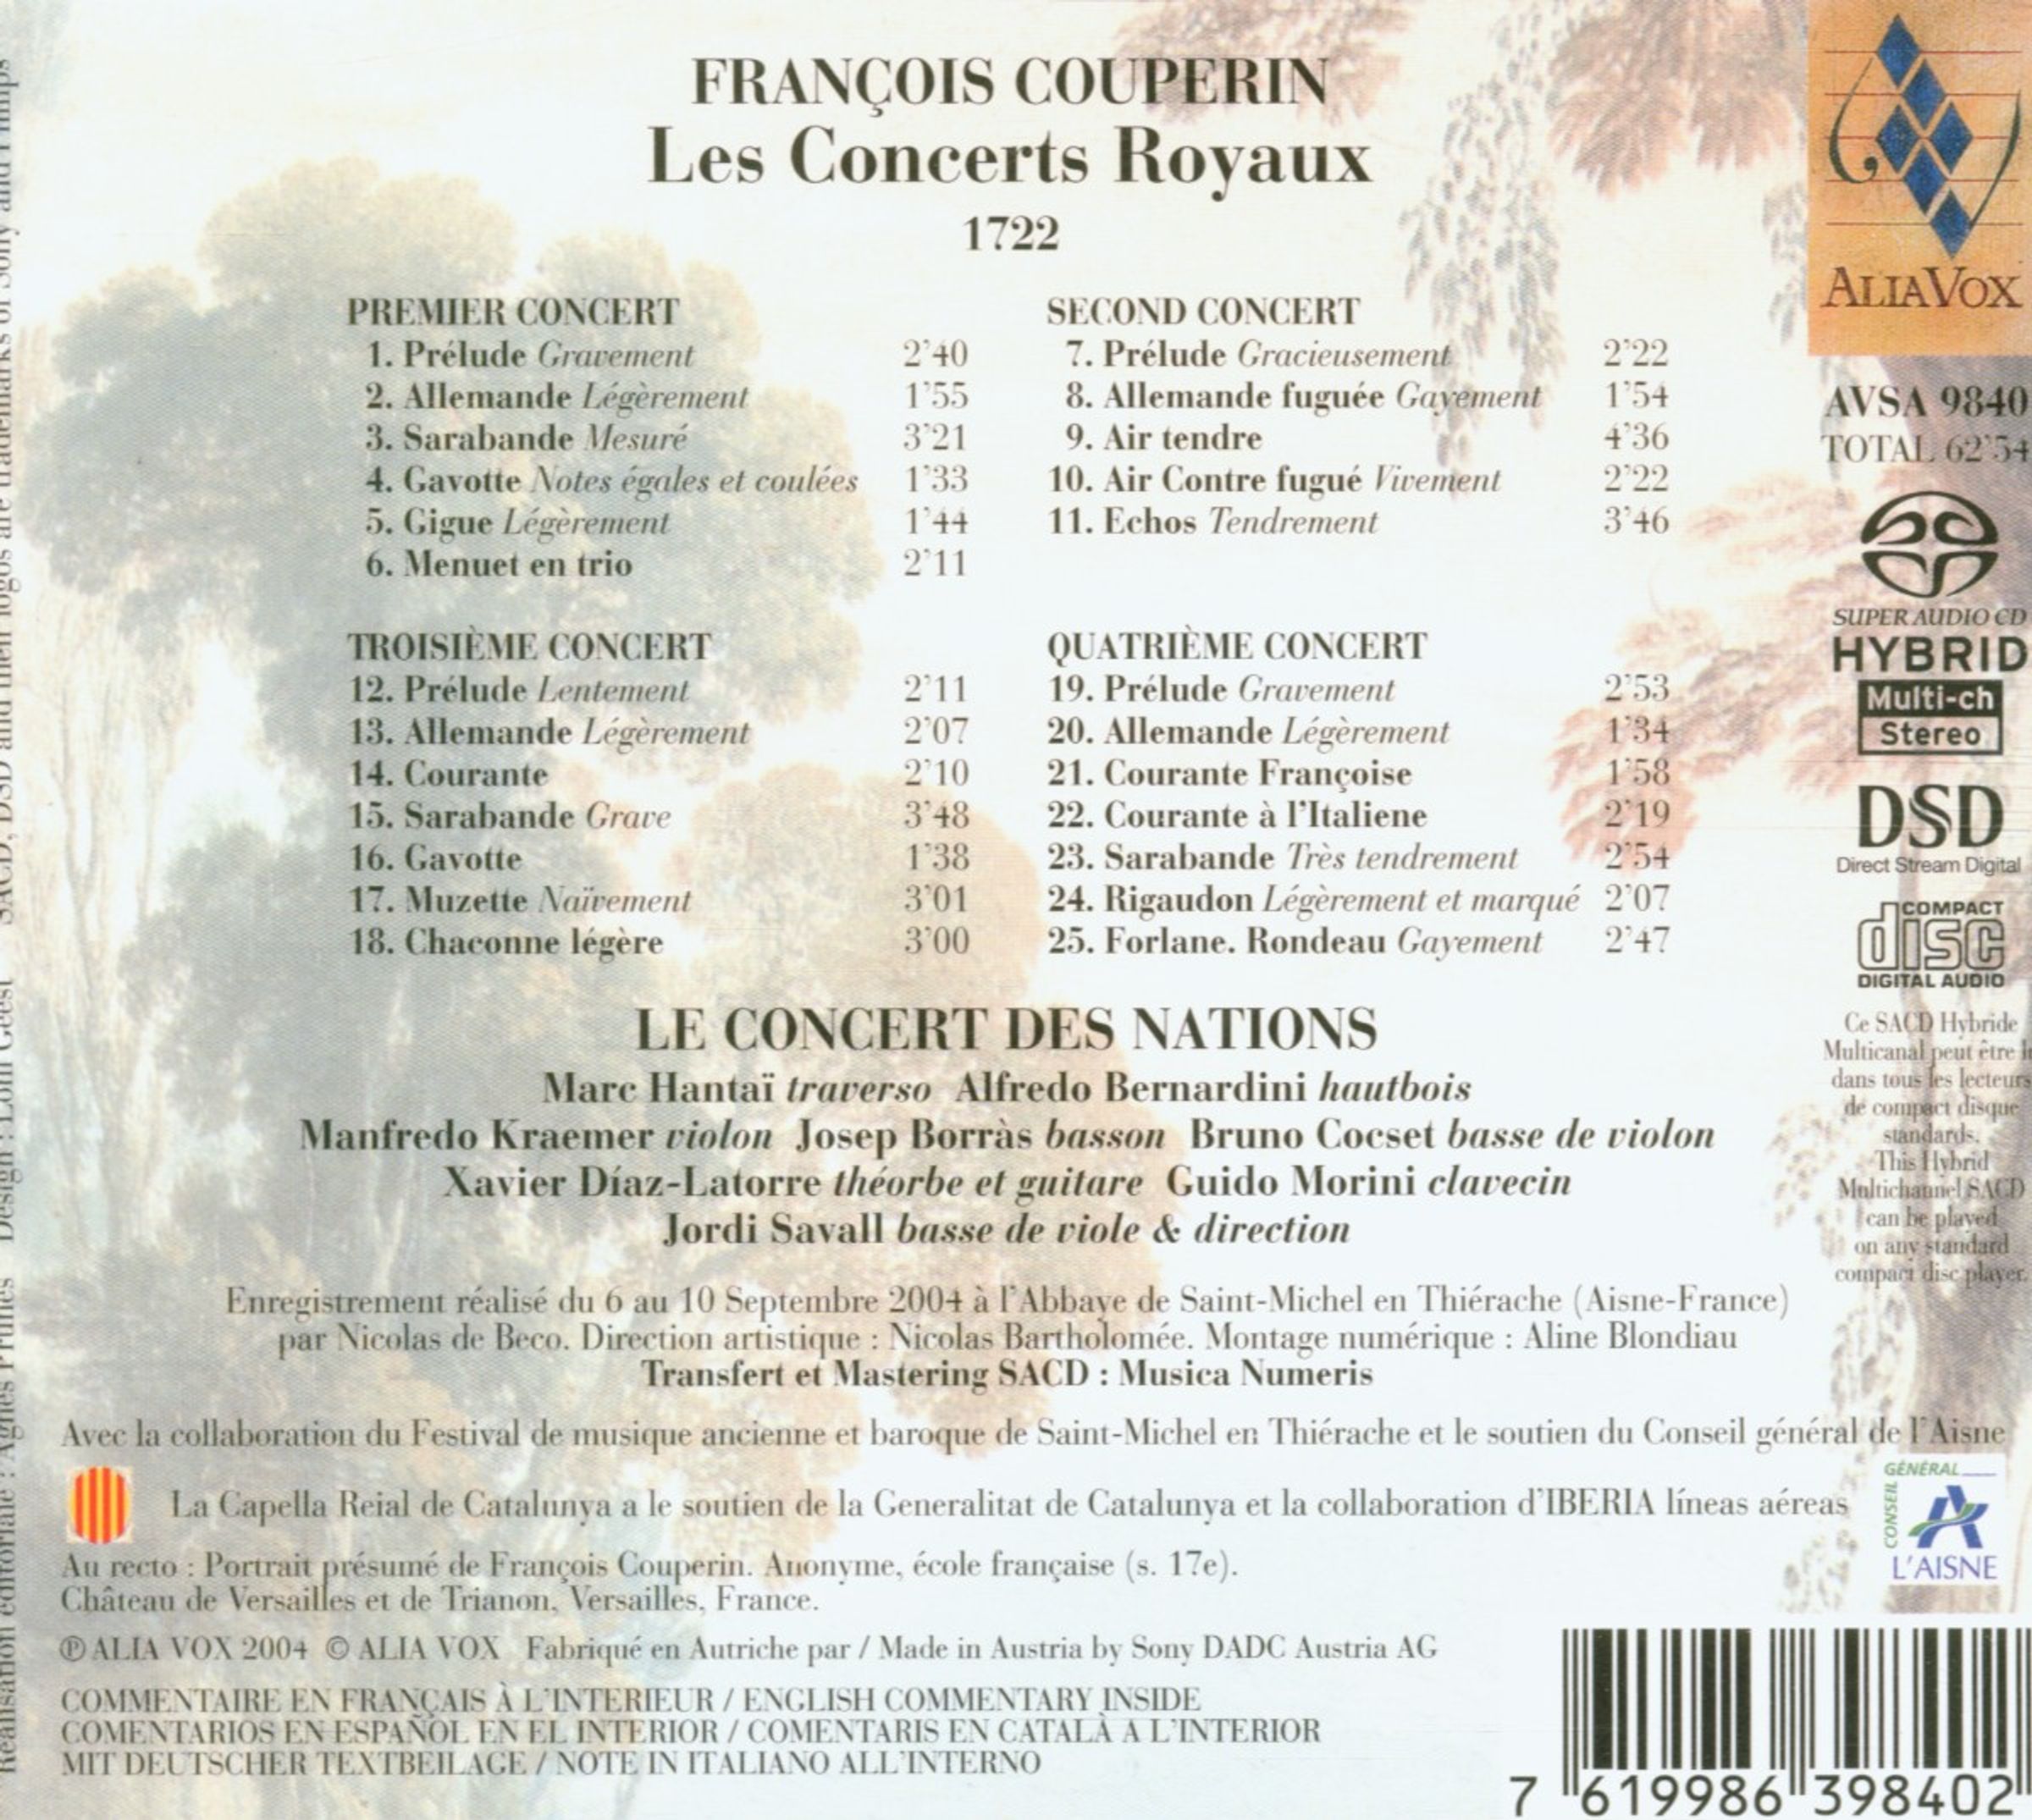 FRANÇOIS COUPERIN
Les Concerts Royaux
1722
PREMIER CONCERT
1. Prélude Gravement 2'40
2. Allemande Légèrement 1'55
3. Sarabande Mesuré 3'21
4. Gavotte Notes égales et coulées 1'33
5. Gigue Légèrement 1'44
6. Menuet en trio 2'11
SECOND CONCERT
7. Prélude Gracieusement 2'22
8. Allemande fuguée Gayement 1'54
9. Air tendre 4'36
10. Air Contre fugué Vivement 2'22
11. Echos Tendrement 3'46
TROISIÈME CONCERT
12. Prélude Lentement 2'11
13. Allemande Légèrement 2'07
14. Courante 2'10
15. Sarabande Grave 3'48
16. Gavotte 1'38
17. Muzette Naïvement 3'01
18. Chaconne légère 3'00
QUATRIÈME CONCERT
19. Prélude Gravement 2'53
20. Allemande Légèrement 1'34
21. Courante Françoise 1'58
22. Courante à l'Italiene 2'19
23. Sarabande Très tendrement 2'54
24. Rigaudon Légèrement et marqué 2'07
25. Forlane. Rondeau Gayement 2'47
LE CONCERT DES NATIONS
Marc Hantaï traverso Alfredo Bernardini hautbois
Manfredo Kraemer violon Josep Borràs basson Bruno Cocset basse de violon
Xavier Díaz-Latorre théorbe et guitare Guido Morini clavecin
Jordi Savall basse de viole & direction
Enregistrement réalisé du 6 au 10 Septembre 2004 à l'Abbaye de Saint-Michel en Thiérache (Aisne-France)
par Nicolas de Beco. Direction artistique : Nicolas Bartholomée. Montage numérique : Aline Blondiau
Transfert et Mastering SACD : Musica Numeris
Avec la collaboration du Festival de musique ancienne et baroque de Saint-Michel en Thiérache et le soutien du Conseil général de l'Aisne
La Capella Reial de Catalunya a le soutien de la Generalitat de Catalunya et la collaboration d'IBERIA líneas aéreas
Au recto : Portrait présumé de François Couperin. Anonyme, école française (s. 17e).
Château de Versailles et de Trianon, Versailles, France.
℗ ALIA VOX 2004 © ALIA VOX Fabriqué en Autriche par / Made in Austria by Sony DADC Austria AG
COMMENTAIRE EN FRANÇAIS À L'INTERIEUR / ENGLISH COMMENTARY INSIDE
COMENTARIOS EN ESPAÑOL EN EL INTERIOR / COMENTARIS EN CATALÀ A L'INTERIOR
MIT DEUTSCHER TEXTBEILAGE / NOTE IN ITALIANO ALL'INTERNO
ALIAVOX
AVSA 9840
TOTAL 62'54
SUPER AUDIO CD
HYBRID
Multi-ch
Stereo
DSD
Direct Stream Digital
COMPACT
disc
DIGITAL AUDIO
Ce SACD Hybride
Multicanal peut être
dans tous les lecteurs
de compact disque
standards.
This Hybrid
Multichannel SACD
can be played
on any standard
compact disc player.
CONSEIL
GÉNÉRAL
L'AISNE
7 619986 398402
Réalisation éditoriale : Agnès Prunés Design : Lom Geest SACD, DSD and their logos are trademarks of Sony and